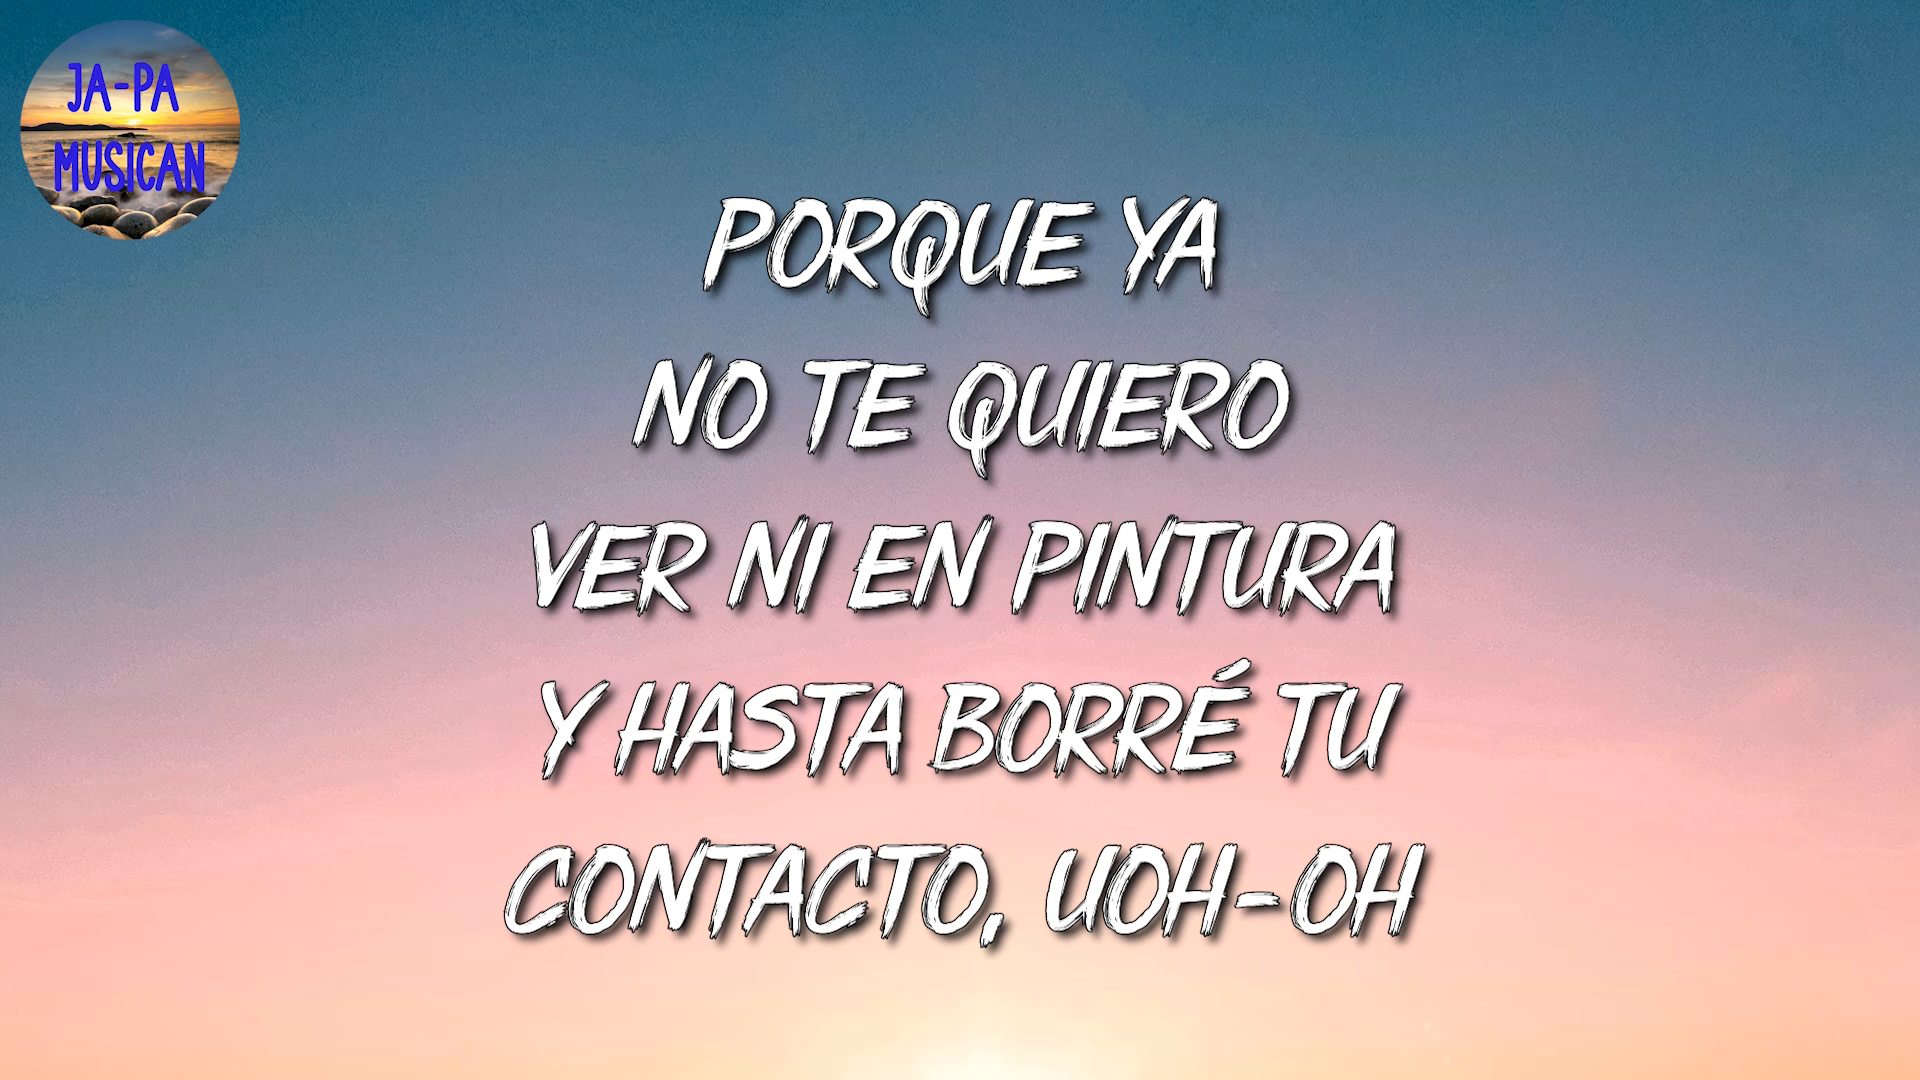 JA-PA
MUSICAN
PORQUE YA
NO TE QUIERO
VER NI EN PINTURA
Y HASTA BORRÉ TU
CONTACTO, UOH-OH